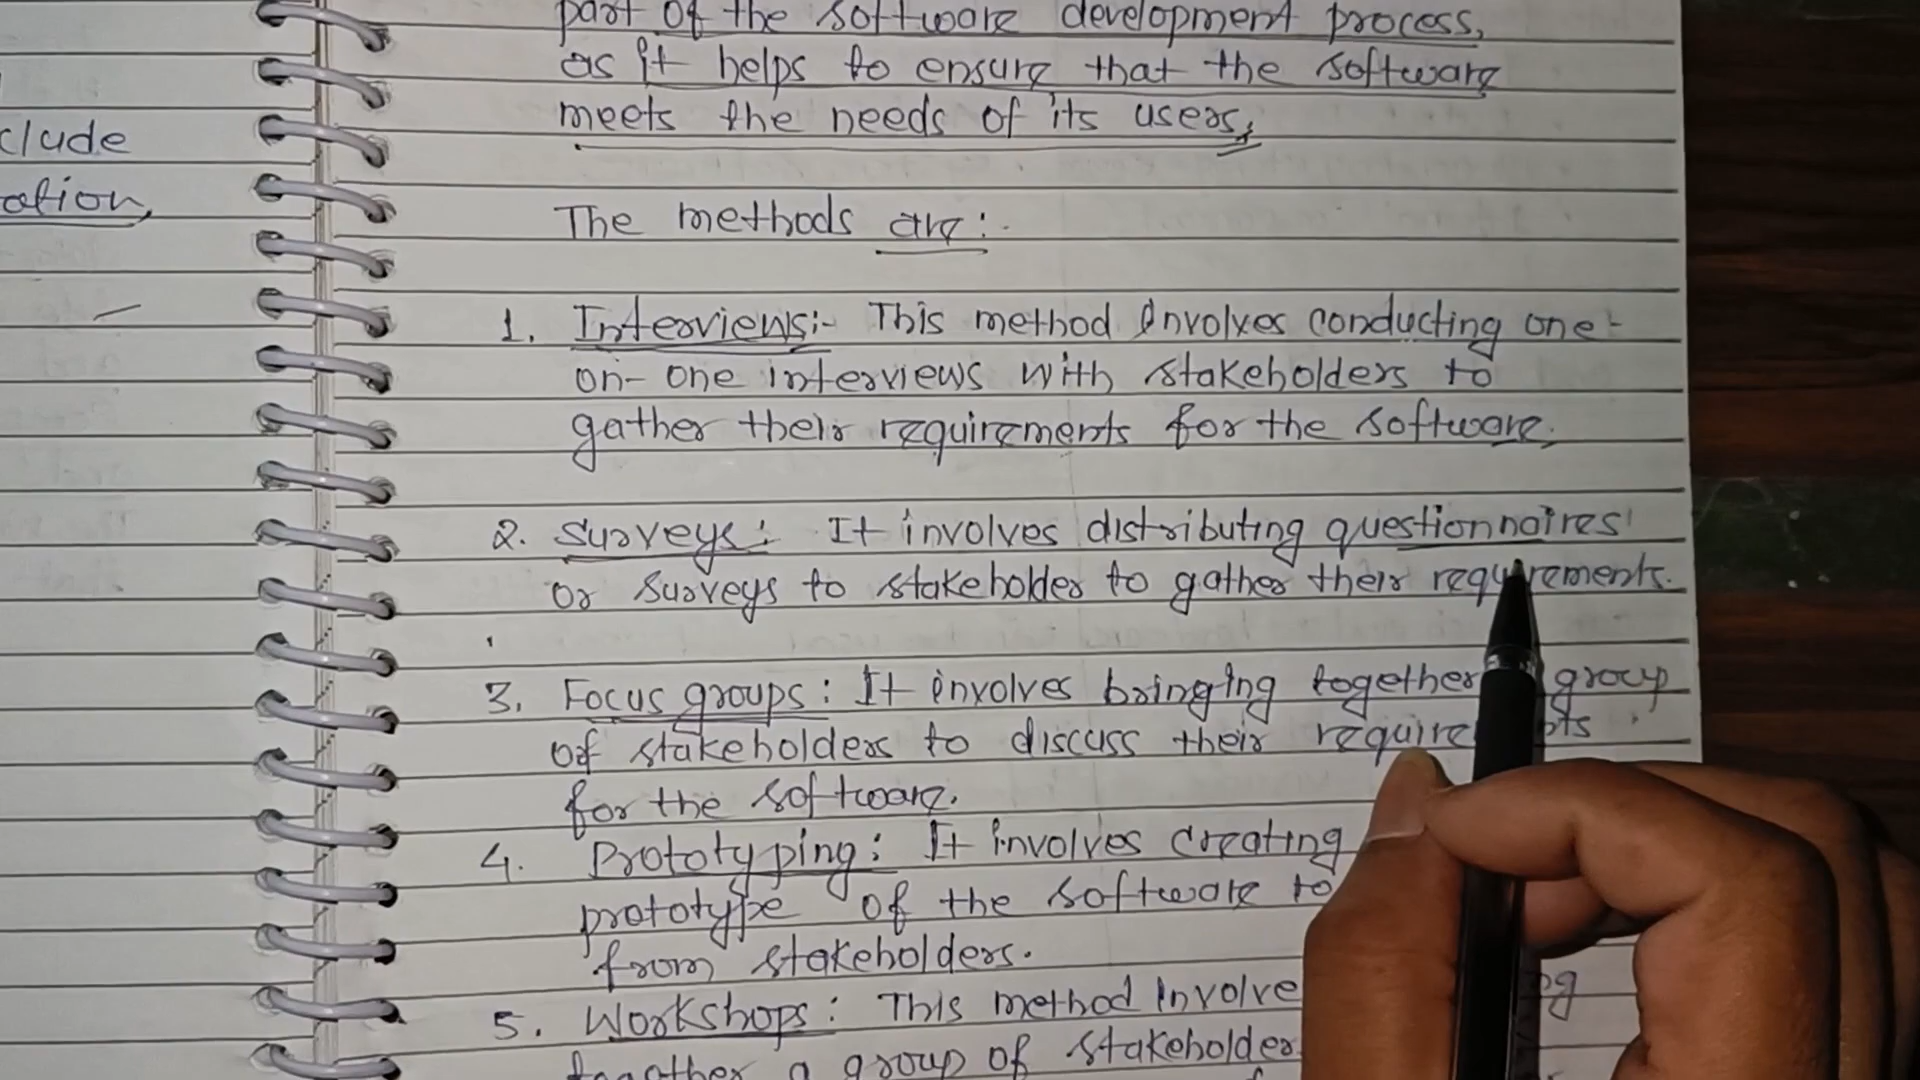 clude
ation,
part of the software development process,
as it helps to ensure that the software
meets the needs of its users,
The methods are:-
1. Interviews:- This method involves conducting one-
on-one interviews with stakeholders to
gather their requirements for the software.
2. Surveys: It involves distributing questionnaires
or surveys to stakeholder to gather their requirements.
3. Focus groups: It involves bringing together group
of stakeholders to discuss their
for the software.
4. Prototyping: It involves creating
prototype of the software to
from stakeholders.
5. Workshops: This method involve
together a group of stakeholder